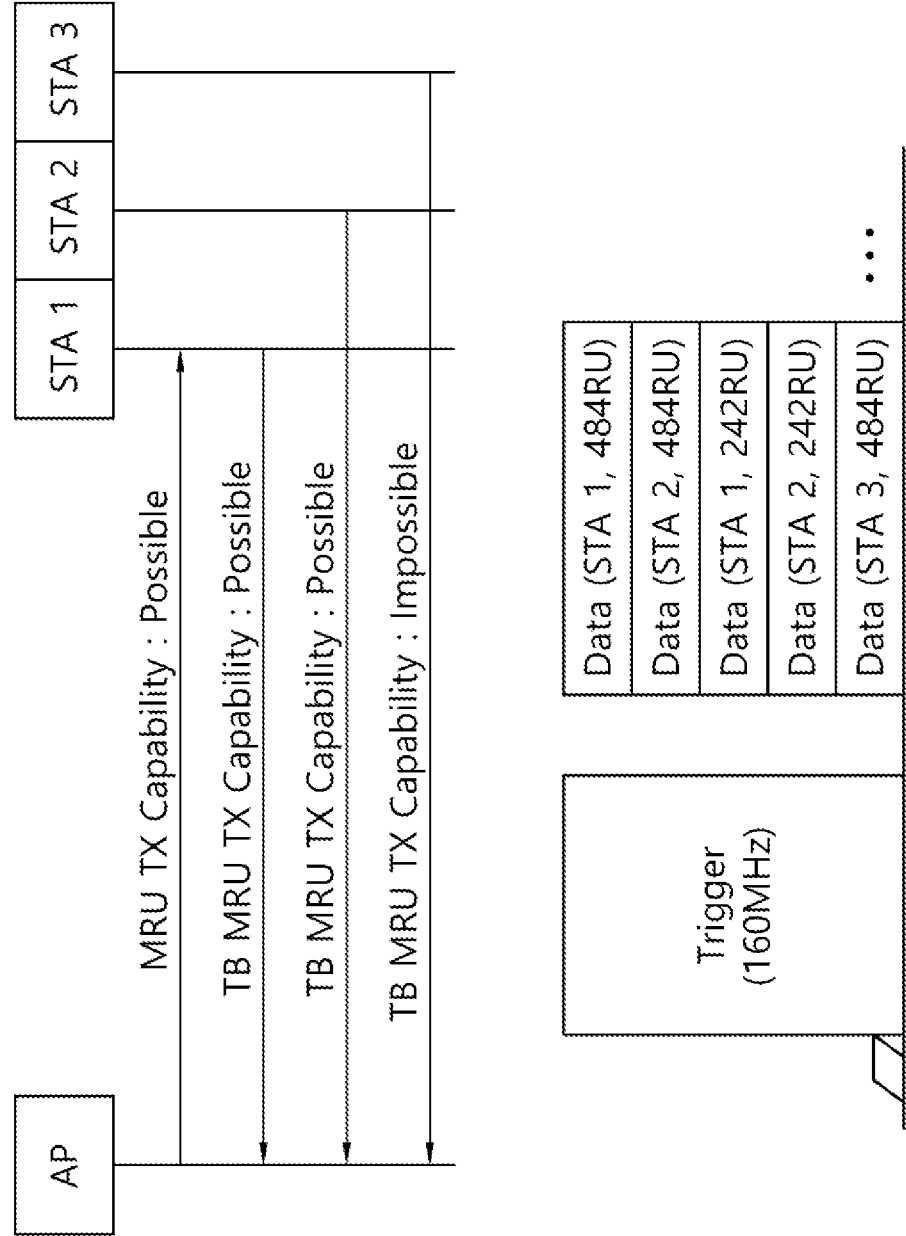 AP
STA 1
STA 2
STA 3
MRU TX Capability : Possible
TB MRU TX Capability : Possible
TB MRU TX Capability : Possible
TB MRU TX Capability : Impossible
Trigger
(160MHz)
Data (STA 1, 484RU)
Data (STA 2, 484RU)
Data (STA 1, 242RU)
Data (STA 2, 242RU)
Data (STA 3, 484RU)
...